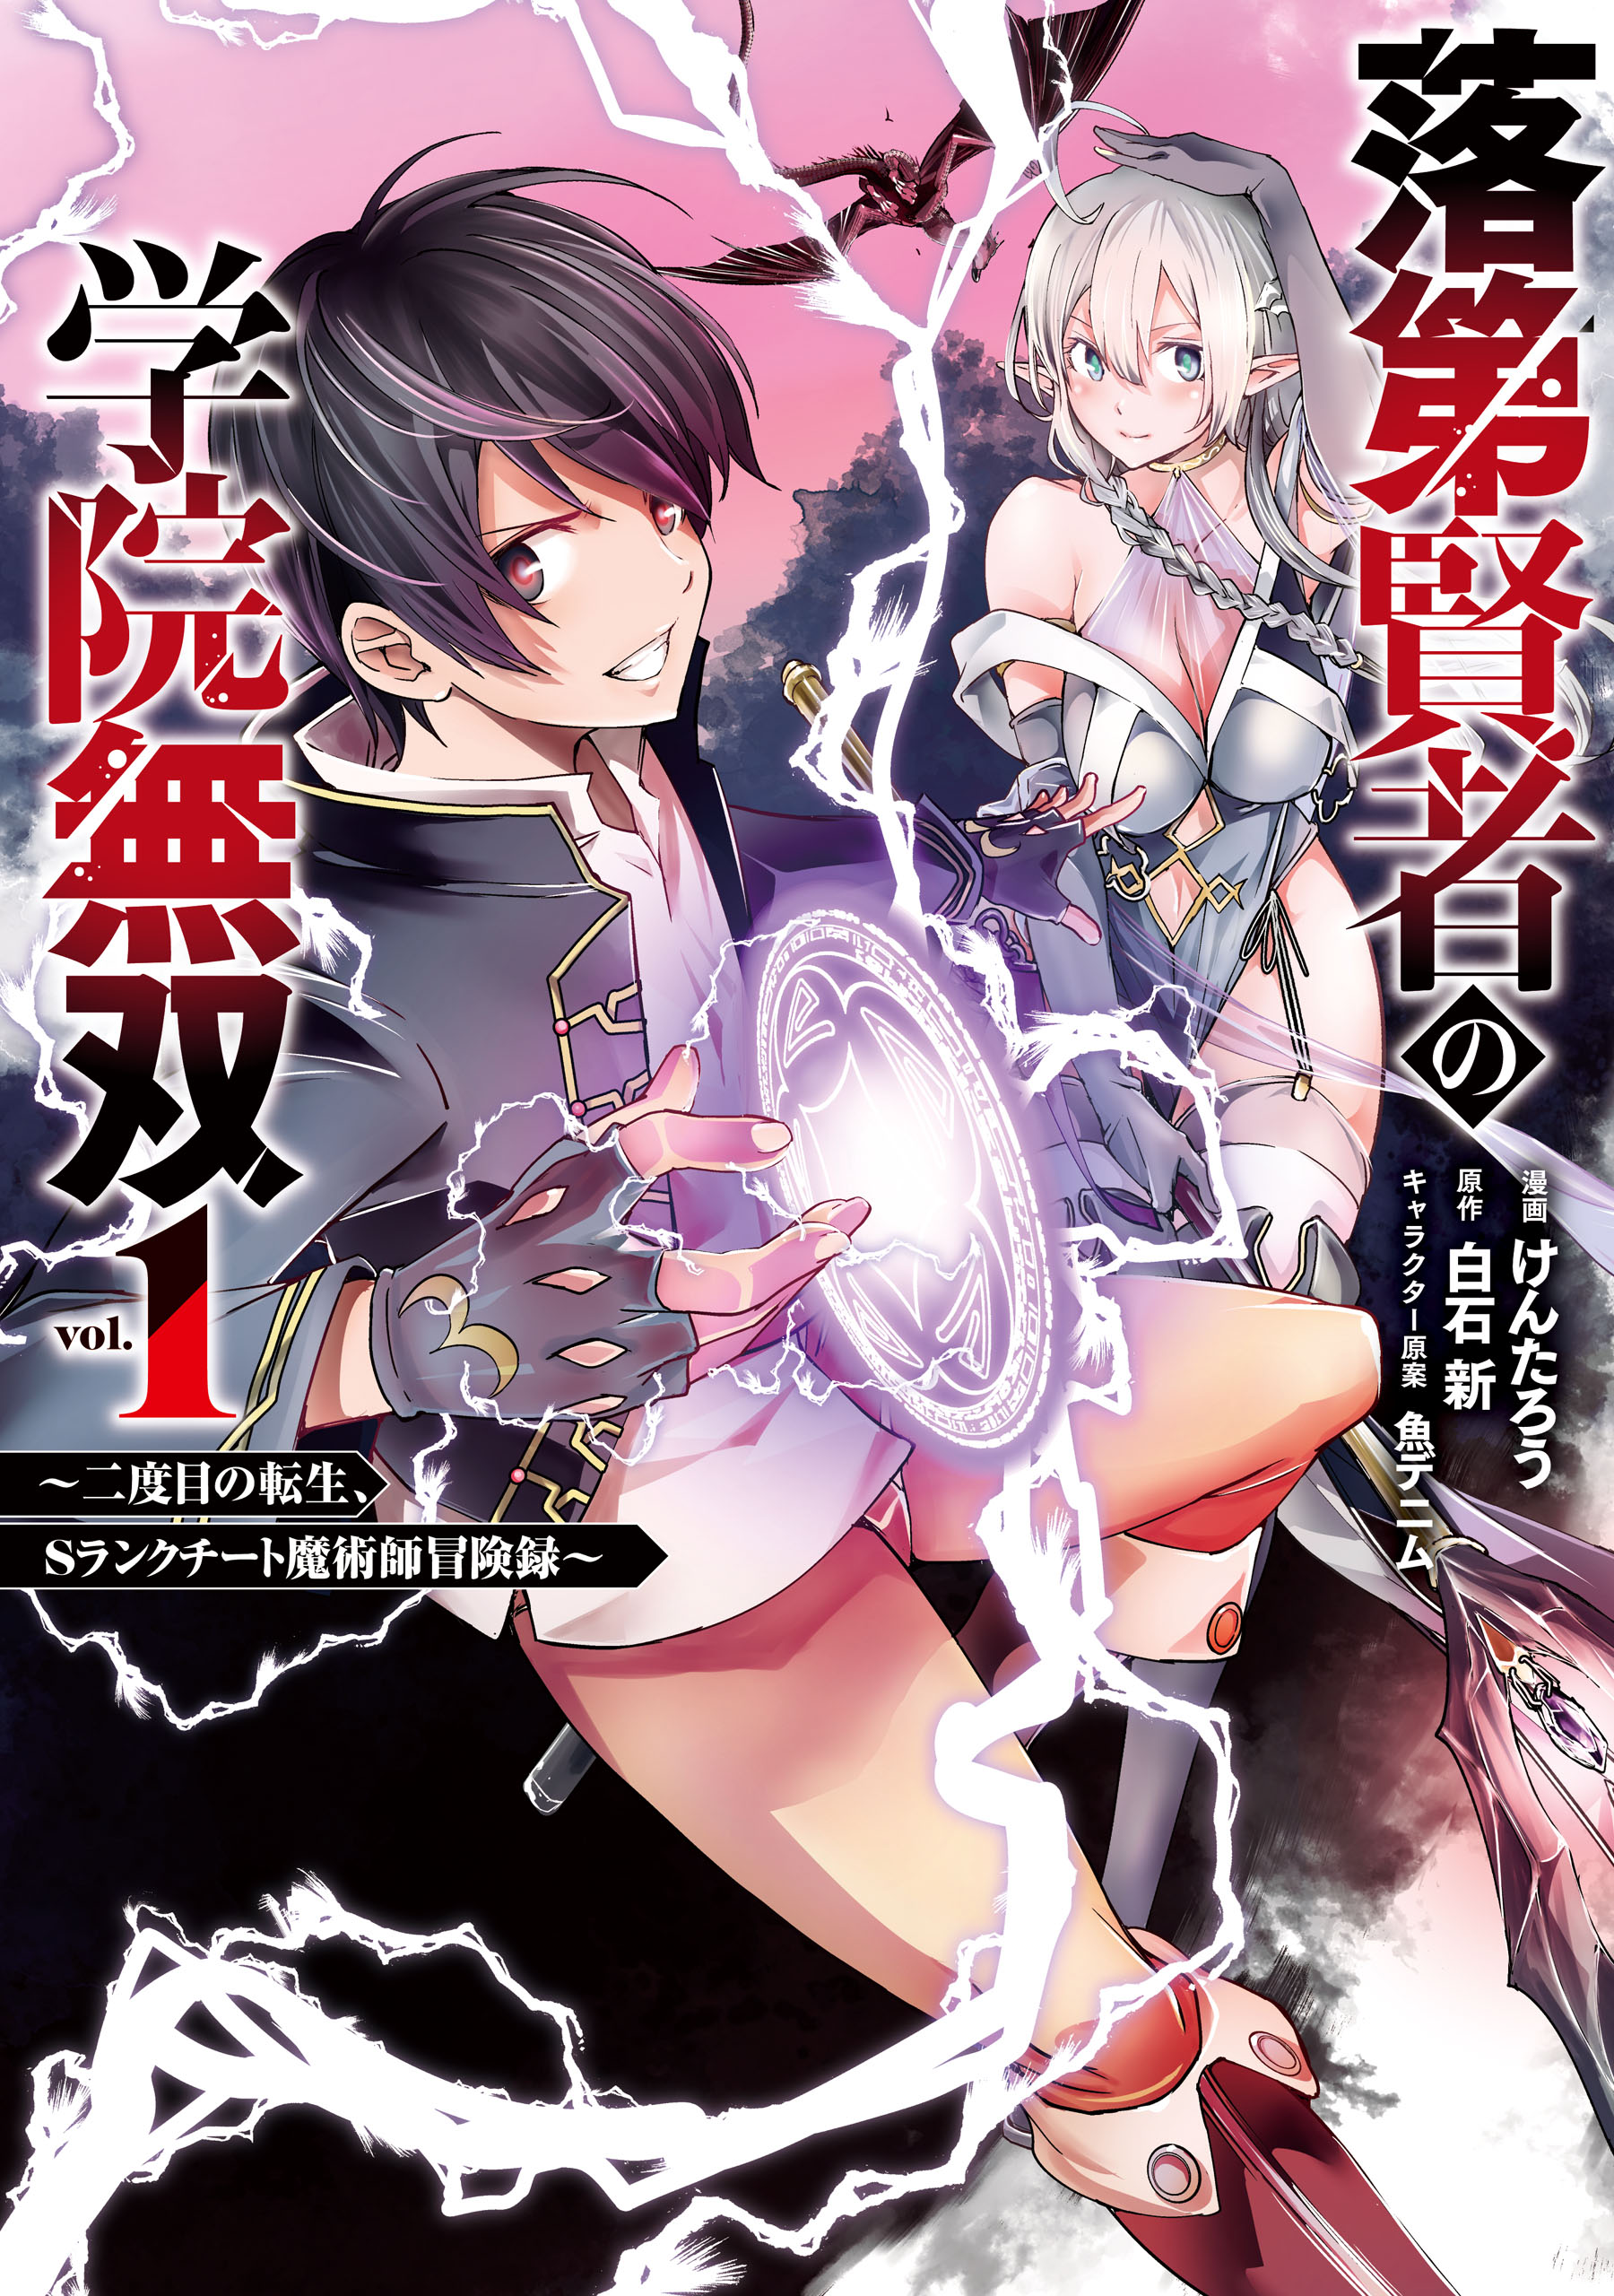 落第賢者の
学院無双
vol.1
～二度目の転生、
Sランクチート魔術師冒険録～
漫画 けんたろう
原作 白石新
キャラクター原案 魚デニム